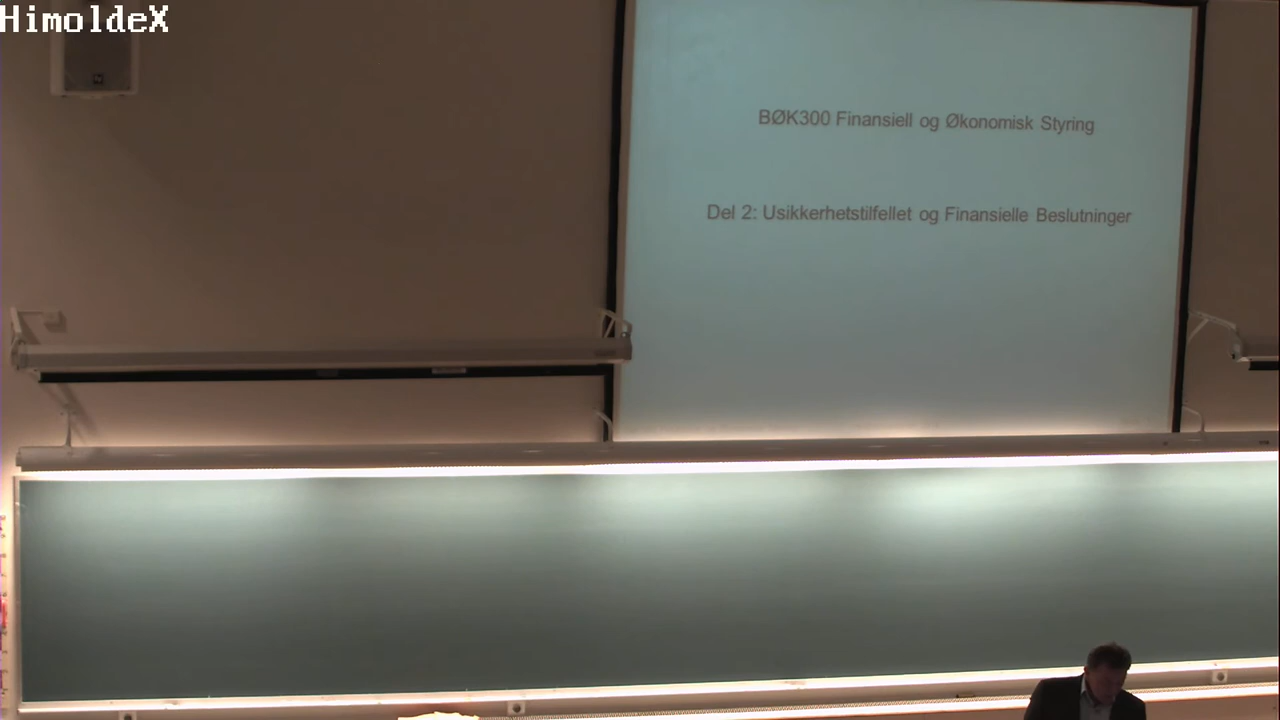 HimoldeX
BØK300 Finansiell og Økonomisk Styring
Del 2: Usikkerhetstilfellet og Finansielle Beslutninger